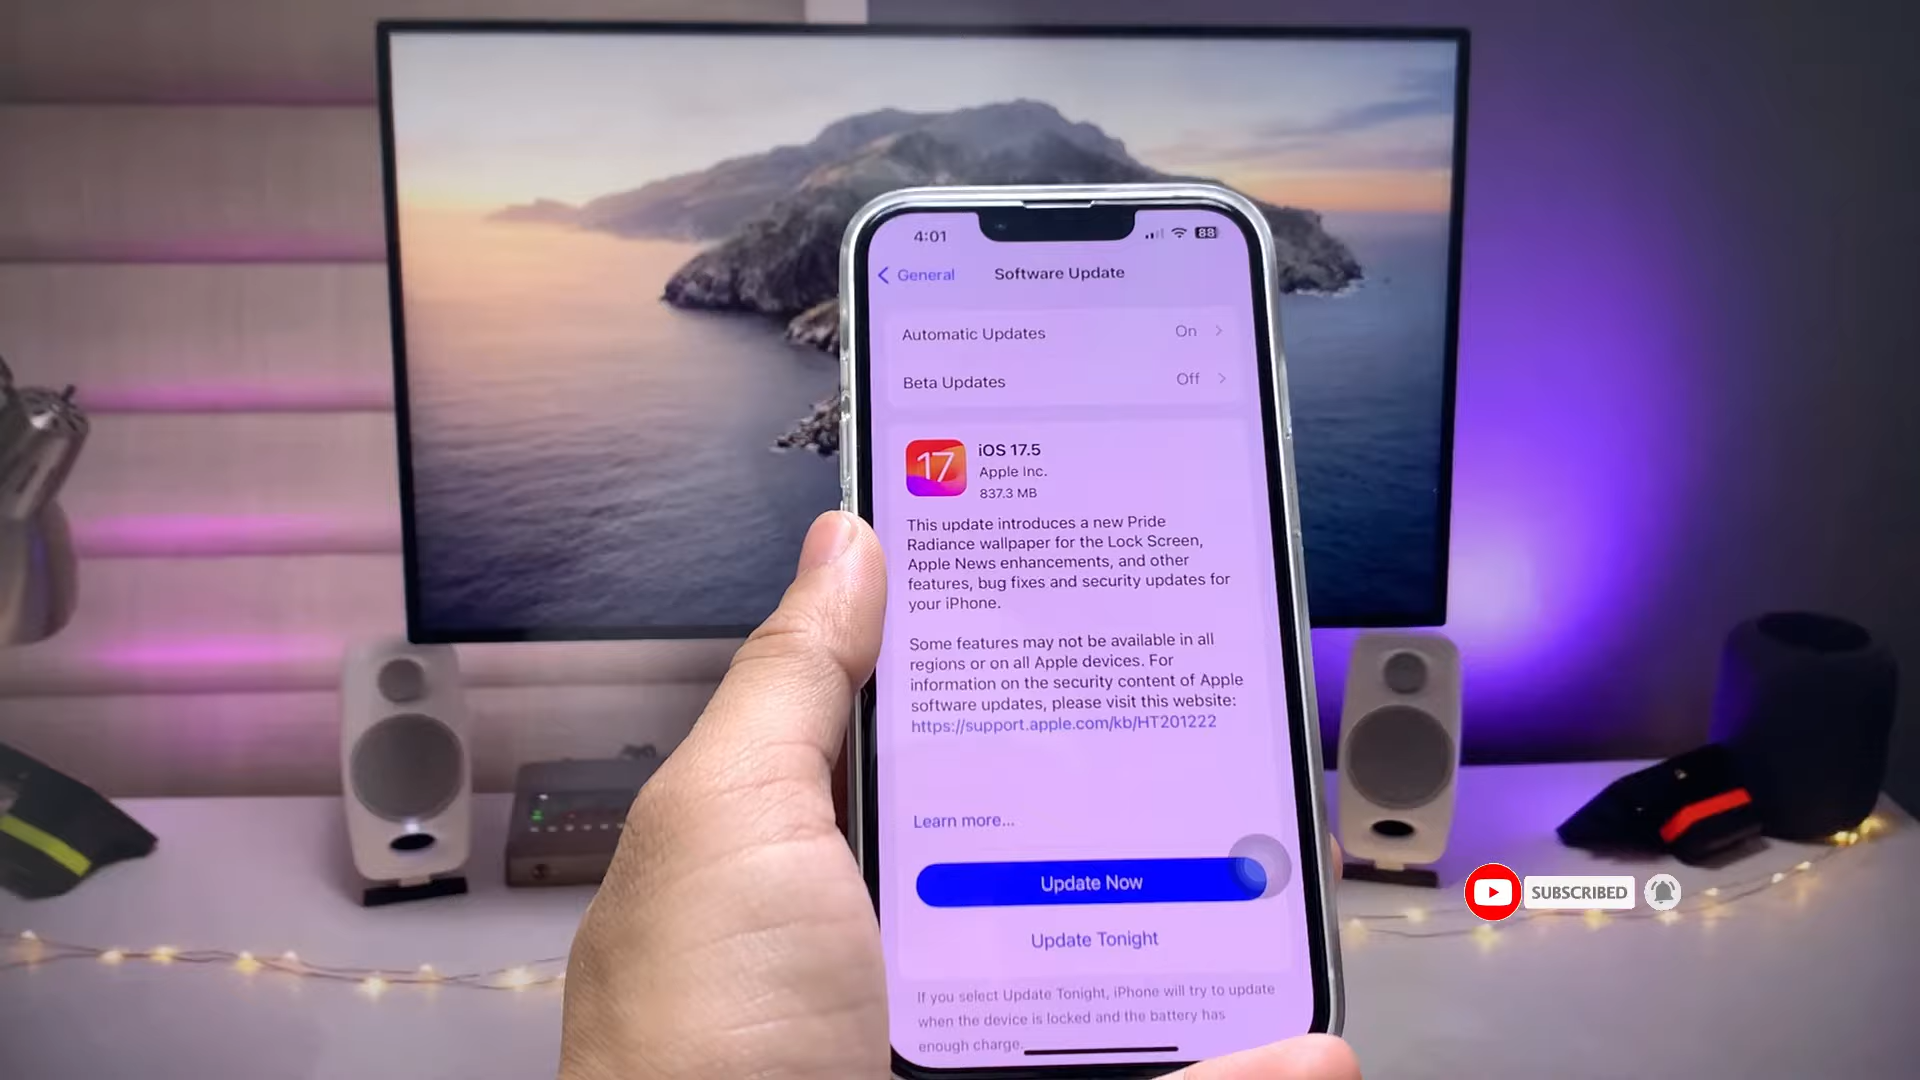 4:01
88
General
Software Update
Automatic Updates On
Beta Updates Off
17
iOS 17.5
Apple Inc.
837.3 MB
This update introduces a new Pride
Radiance wallpaper for the Lock Screen,
Apple News enhancements, and other
features, bug fixes and security updates for
your iPhone.
Some features may not be available in all
regions or on all Apple devices. For
information on the security content of Apple
software updates, please visit this website:
https://support.apple.com/kb/HT201222
Learn more...
Update Now
Update Tonight
If you select Update Tonight, iPhone will try to update
when the device is locked and the battery has
enough charge.
SUBSCRIBED